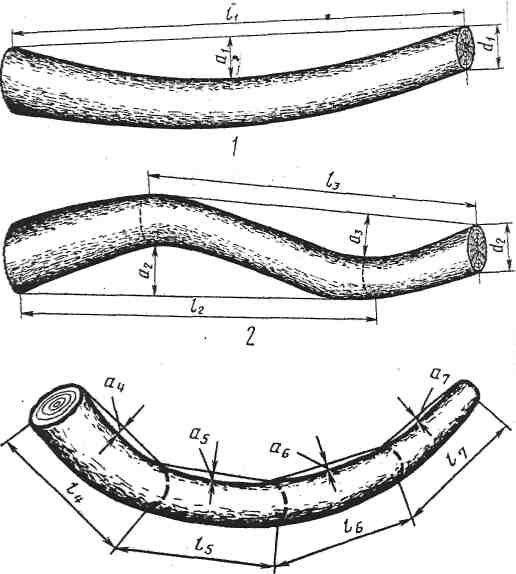 l₁
a₁
d₁
1
l₃
a₃
a₂
d₂
l₂
2
a₄
a₇
a₅
a₆
l₄
l₇
l₅
l₆